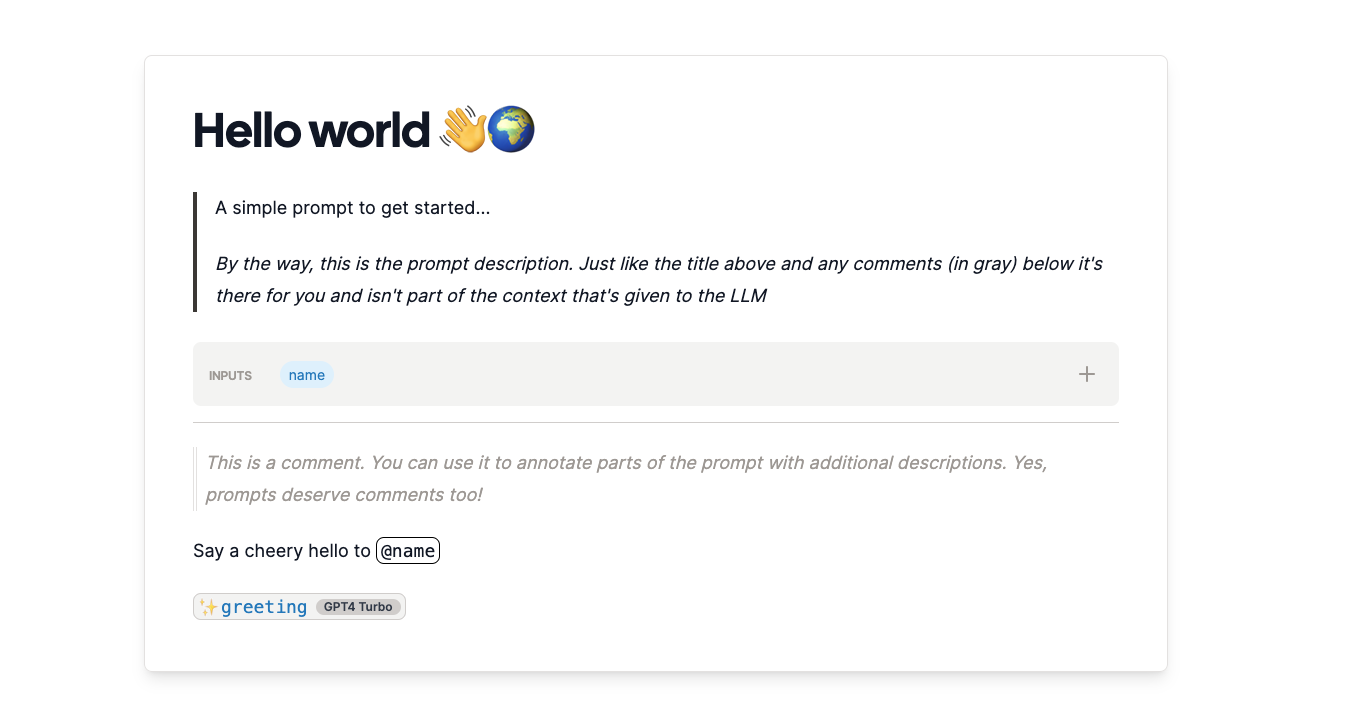 Hello world 👋🌍
A simple prompt to get started...
By the way, this is the prompt description. Just like the title above and any comments (in gray) below it's
there for you and isn't part of the context that's given to the LLM
INPUTS name +
This is a comment. You can use it to annotate parts of the prompt with additional descriptions. Yes,
prompts deserve comments too!
Say a cheery hello to @name
✨greeting GPT4 Turbo